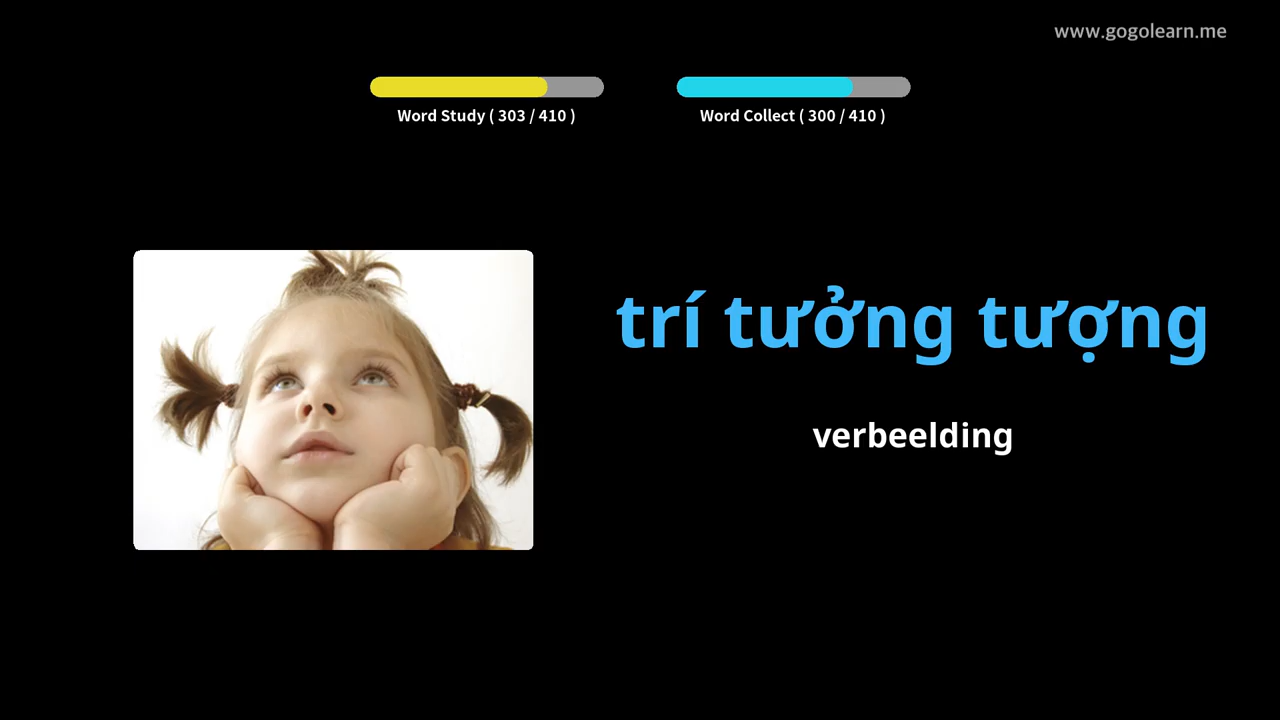 www.gogolearn.me
Word Study ( 303 / 410 )
Word Collect ( 300 / 410 )
trí tưởng tượng
verbeelding